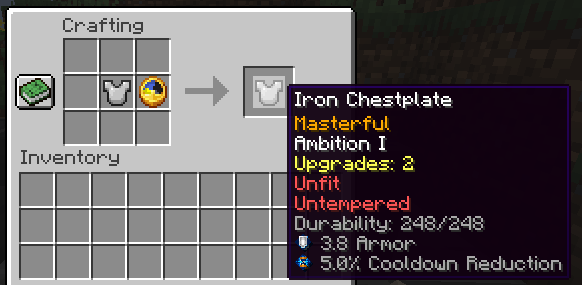 Crafting
Iron Chestplate
Masterful
Ambition I
Upgrades: 2
Unfit
Untempered
Durability: 248/248
3.8 Armor
5.0% Cooldown Reduction
Inventory